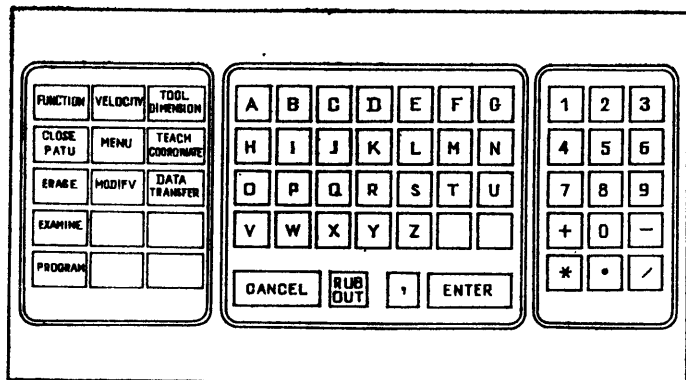 FUNCTION VELOCITY TOOL DIMENSION
CLOSE PATU MENU TEACH COORDINATE
ERASE MODIFV DATA TRANSFER
EXAMINE
PROGRAM
A B C D E F G
H I J K L M N
O P Q R S T U
V W X Y Z
CANCEL RUB OUT , ENTER
1 2 3
4 5 6
7 8 9
+ 0 -
* • /